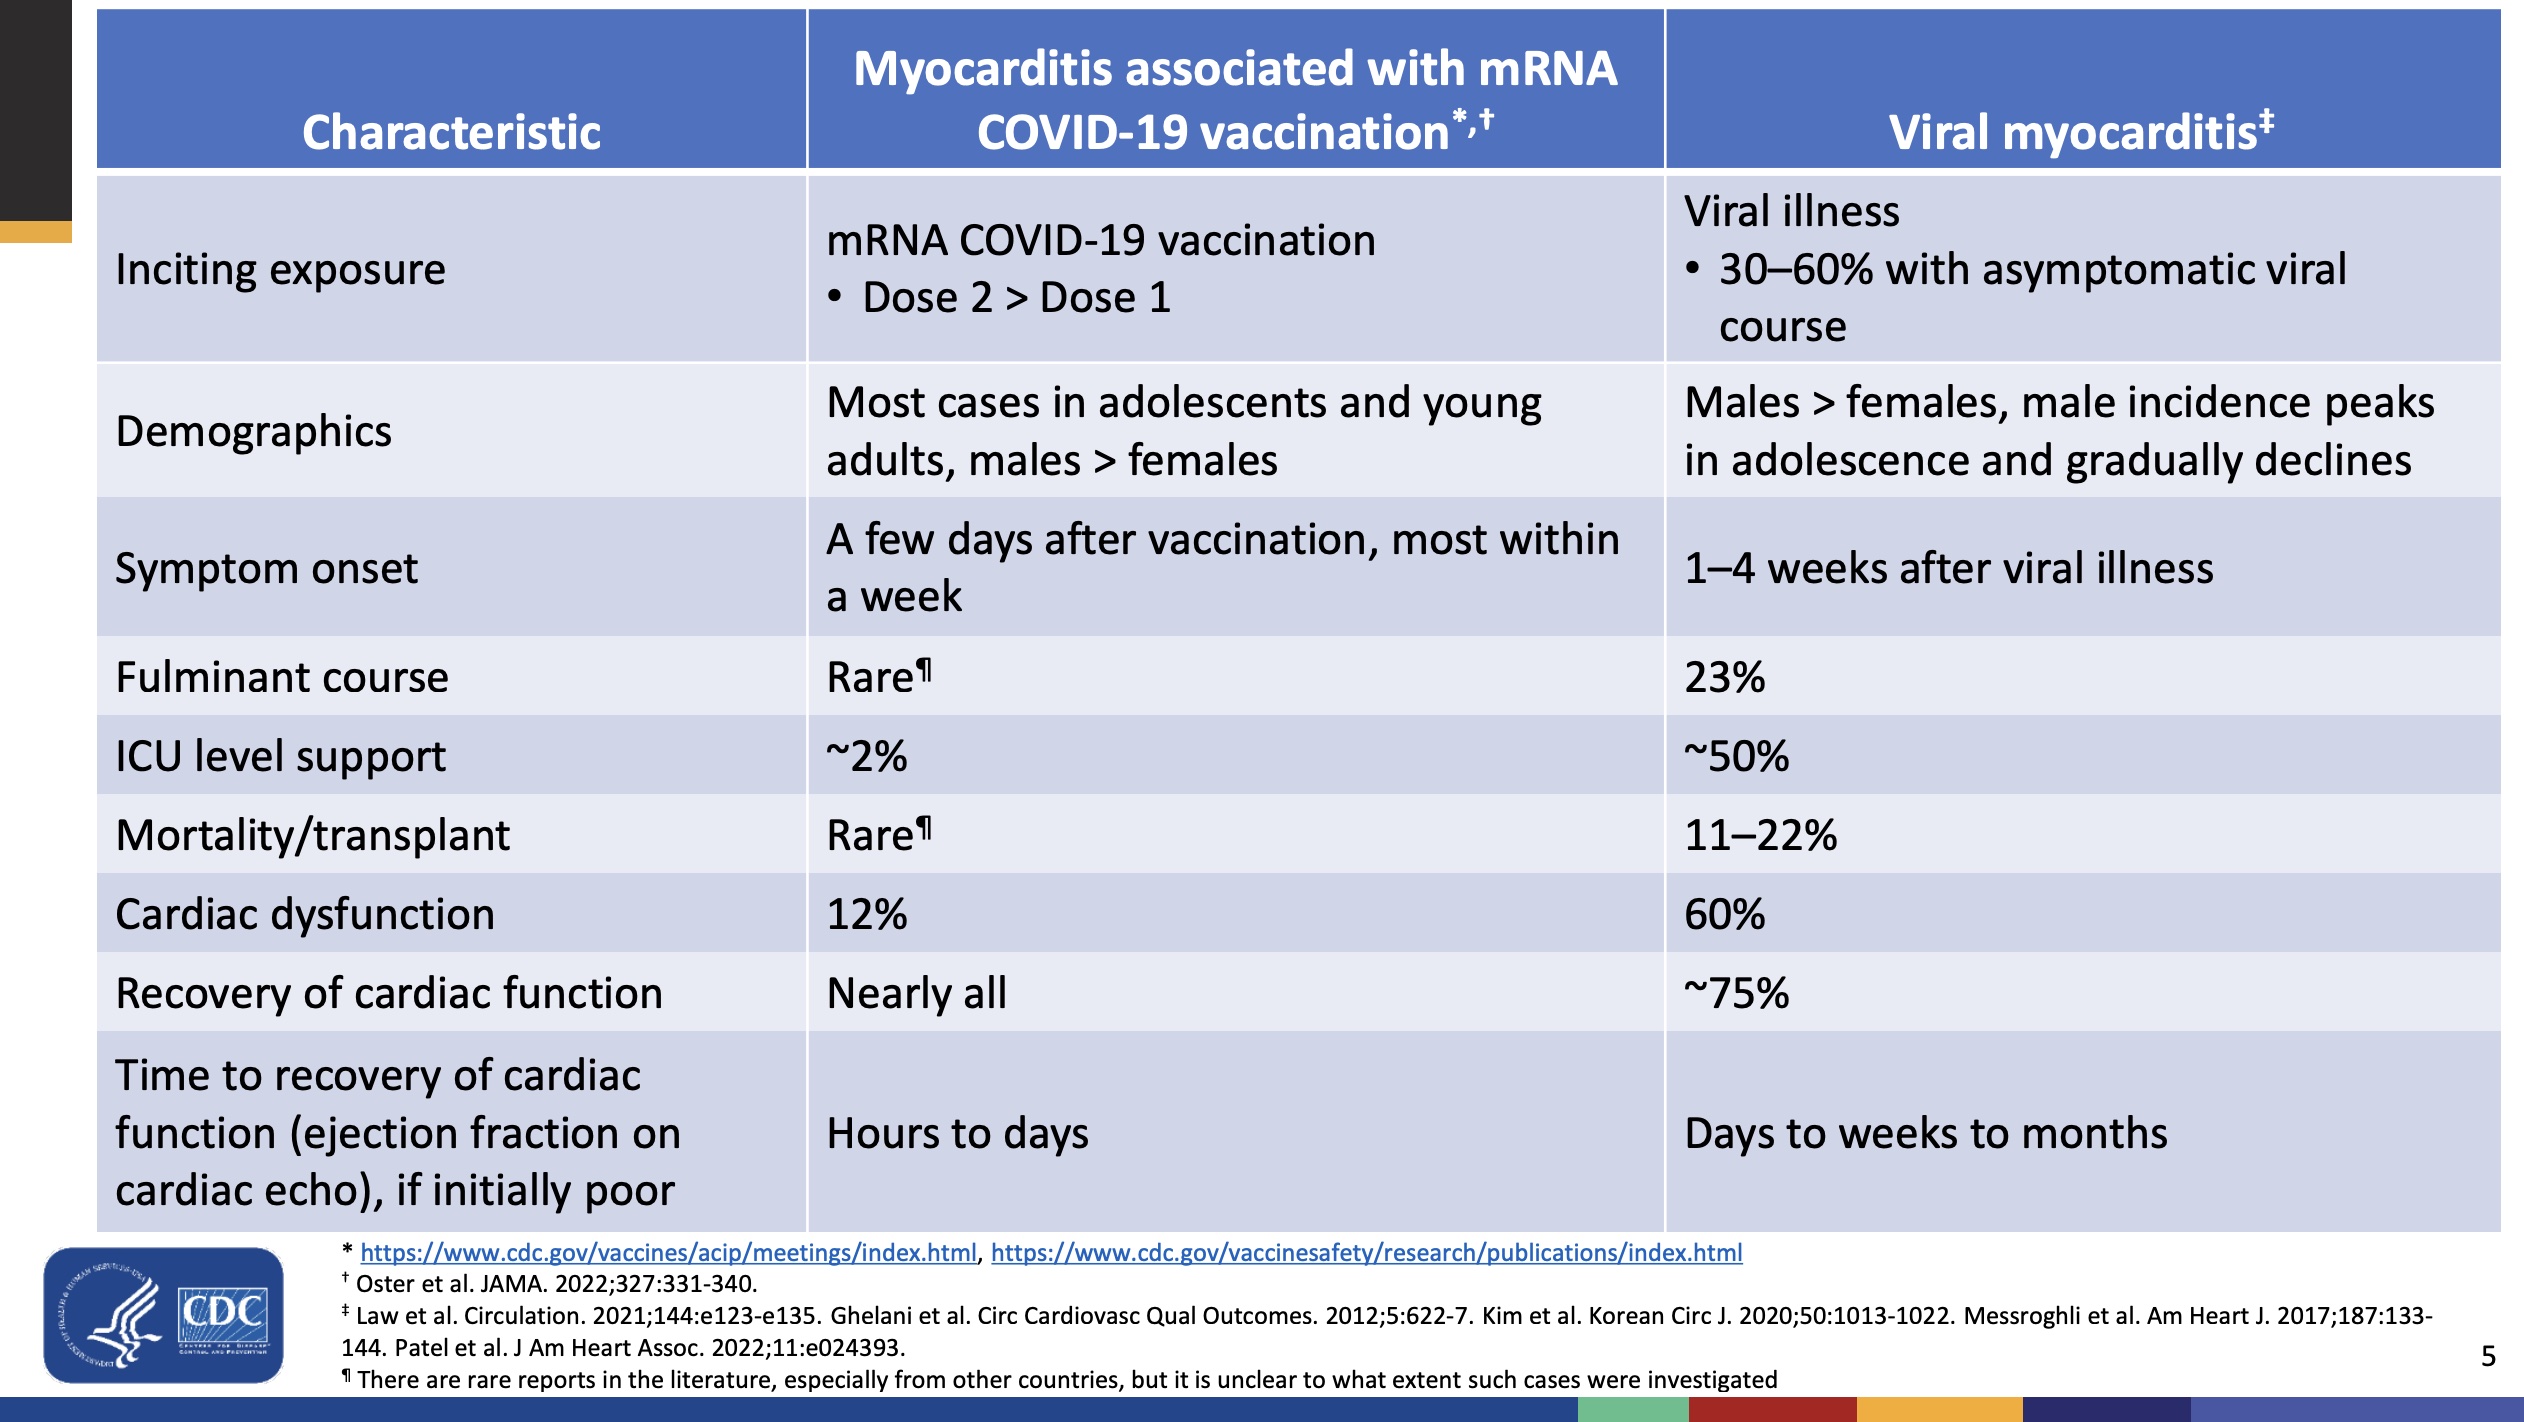 Characteristic
Myocarditis associated with mRNA
COVID-19 vaccination*,†
Viral myocarditis‡
Inciting exposure
mRNA COVID-19 vaccination
• Dose 2 > Dose 1
Viral illness
• 30–60% with asymptomatic viral
course
Demographics
Most cases in adolescents and young
adults, males > females
Males > females, male incidence peaks
in adolescence and gradually declines
Symptom onset
A few days after vaccination, most within
a week
1–4 weeks after viral illness
Fulminant course
Rare¶
23%
ICU level support
~2%
~50%
Mortality/transplant
Rare¶
11–22%
Cardiac dysfunction
12%
60%
Recovery of cardiac function
Nearly all
~75%
Time to recovery of cardiac
function (ejection fraction on
cardiac echo), if initially poor
Hours to days
Days to weeks to months
* https://www.cdc.gov/vaccines/acip/meetings/index.html, https://www.cdc.gov/vaccinesafety/research/publications/index.html
† Oster et al. JAMA. 2022;327:331-340.
‡ Law et al. Circulation. 2021;144:e123-e135. Ghelani et al. Circ Cardiovasc Qual Outcomes. 2012;5:622-7. Kim et al. Korean Circ J. 2020;50:1013-1022. Messroghli et al. Am Heart J. 2017;187:133-
144. Patel et al. J Am Heart Assoc. 2022;11:e024393.
¶ There are rare reports in the literature, especially from other countries, but it is unclear to what extent such cases were investigated
CDC
CENTERS FOR DISEASE
CONTROL AND PREVENTION
5